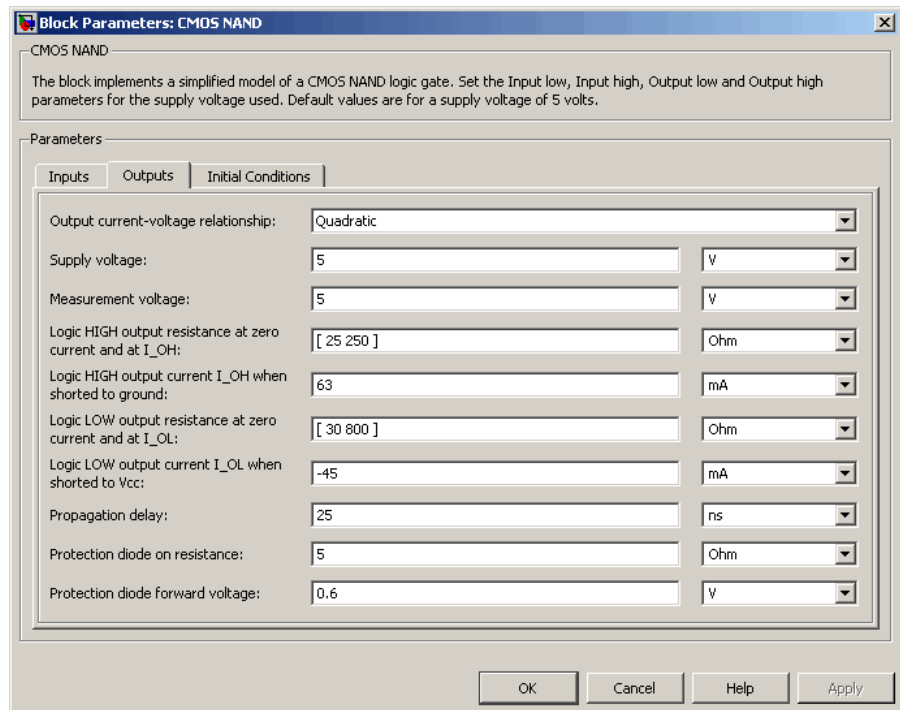 Block Parameters: CMOS NAND
CMOS NAND
The block implements a simplified model of a CMOS NAND logic gate. Set the Input low, Input high, Output low and Output high
parameters for the supply voltage used. Default values are for a supply voltage of 5 volts.
Parameters
Inputs Outputs Initial Conditions
Output current-voltage relationship: Quadratic
Supply voltage: 5 V
Measurement voltage: 5 V
Logic HIGH output resistance at zero
current and at I_OH: [ 25 250 ] Ohm
Logic HIGH output current I_OH when
shorted to ground: 63 mA
Logic LOW output resistance at zero
current and at I_OL: [ 30 800 ] Ohm
Logic LOW output current I_OL when
shorted to Vcc: -45 mA
Propagation delay: 25 ns
Protection diode on resistance: 5 Ohm
Protection diode forward voltage: 0.6 V
OK Cancel Help Apply